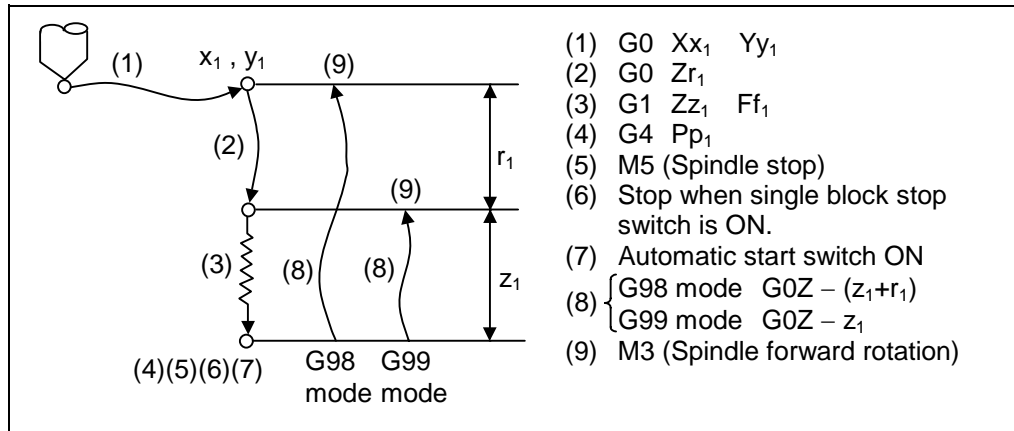 (1)
x₁ , y₁
(9)
(2)
r₁
(9)
(3)
(8)
(8)
z₁
(4)(5)(6)(7)
G98 mode
G99 mode
(1) G0 Xx₁ Yy₁
(2) G0 Zr₁
(3) G1 Zz₁ Ff₁
(4) G4 Pp₁
(5) M5 (Spindle stop)
(6) Stop when single block stop
switch is ON.
(7) Automatic start switch ON
(8) G98 mode G0Z − (z₁+r₁)
G99 mode G0Z − z₁
(9) M3 (Spindle forward rotation)